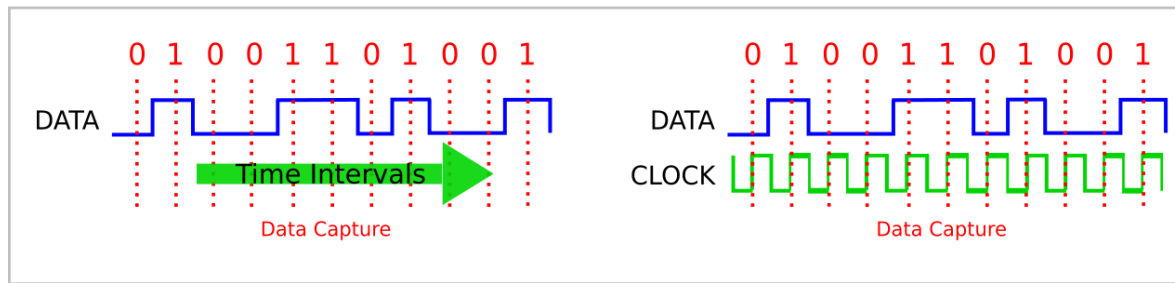 0 1 0 0 1 1 0 1 0 0 1
DATA
Time Intervals
Data Capture
0 1 0 0 1 1 0 1 0 0 1
DATA
CLOCK
Data Capture